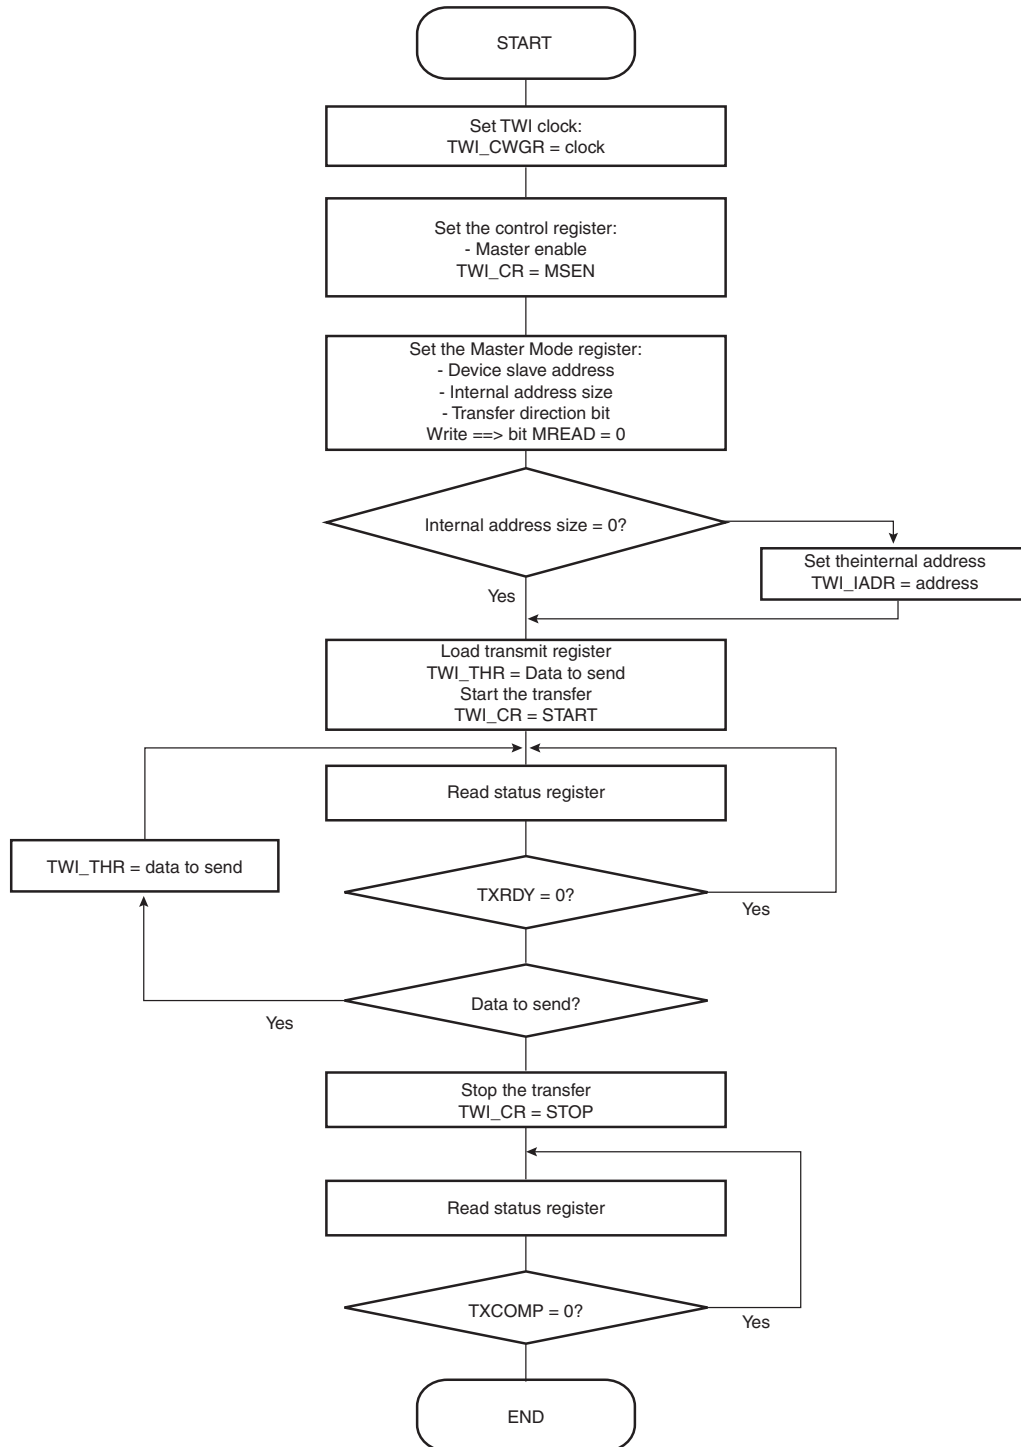 START
Set TWI clock:
TWI_CWGR = clock
Set the control register:
- Master enable
TWI_CR = MSEN
Set the Master Mode register:
- Device slave address
- Internal address size
- Transfer direction bit
Write ==> bit MREAD = 0
Internal address size = 0?
Set theinternal address
TWI_IADR = address
Yes
Load transmit register
TWI_THR = Data to send
Start the transfer
TWI_CR = START
Read status register
TWI_THR = data to send
TXRDY = 0?
Yes
Data to send?
Yes
Stop the transfer
TWI_CR = STOP
Read status register
TXCOMP = 0?
Yes
END